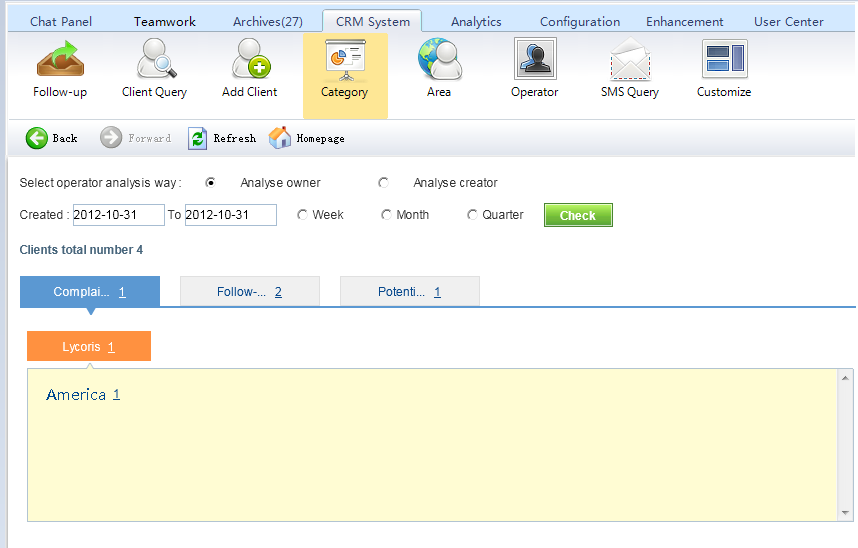 Chat Panel Teamwork Archives(27) CRM System Analytics Configuration Enhancement User Center
Follow-up Client Query Add Client Category Area Operator SMS Query Customize
Back Forward Refresh Homepage
Select operator analysis way : Analyse owner Analyse creator
Created : 2012-10-31 To 2012-10-31 Week Month Quarter Check
Clients total number 4
Complai... 1 Follow-... 2 Potenti... 1
Lycoris 1
America 1